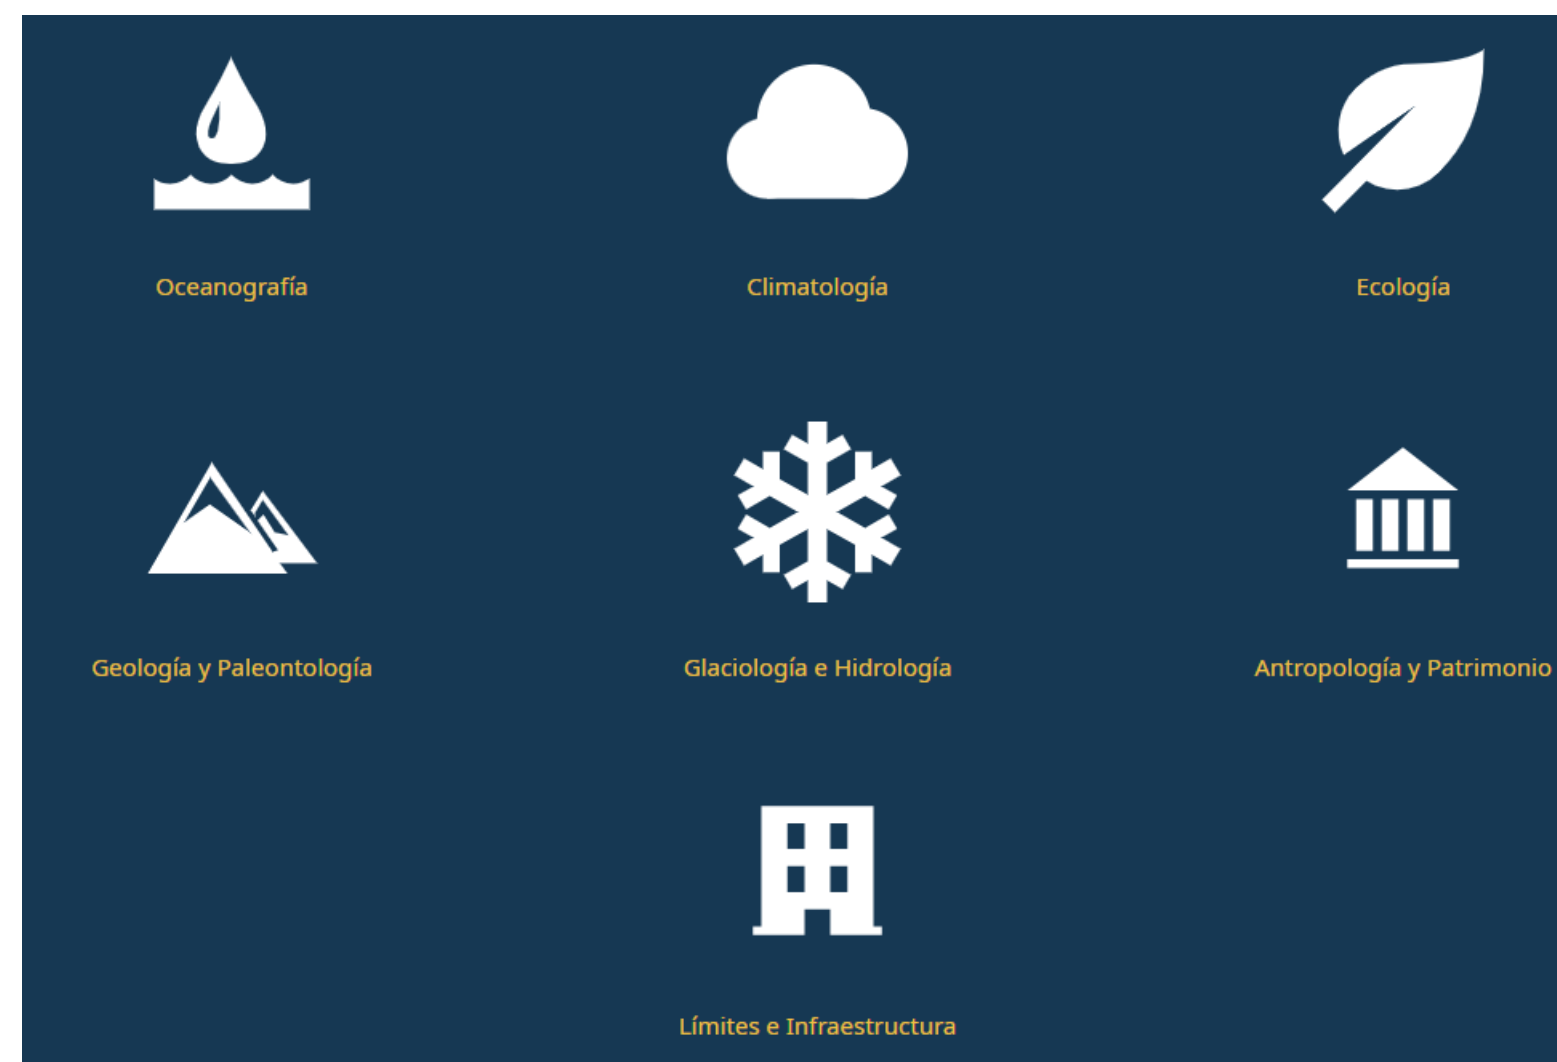 Oceanografía
Climatología
Ecología
Geología y Paleontología
Glaciología e Hidrología
Antropología y Patrimonio
Límites e Infraestructura